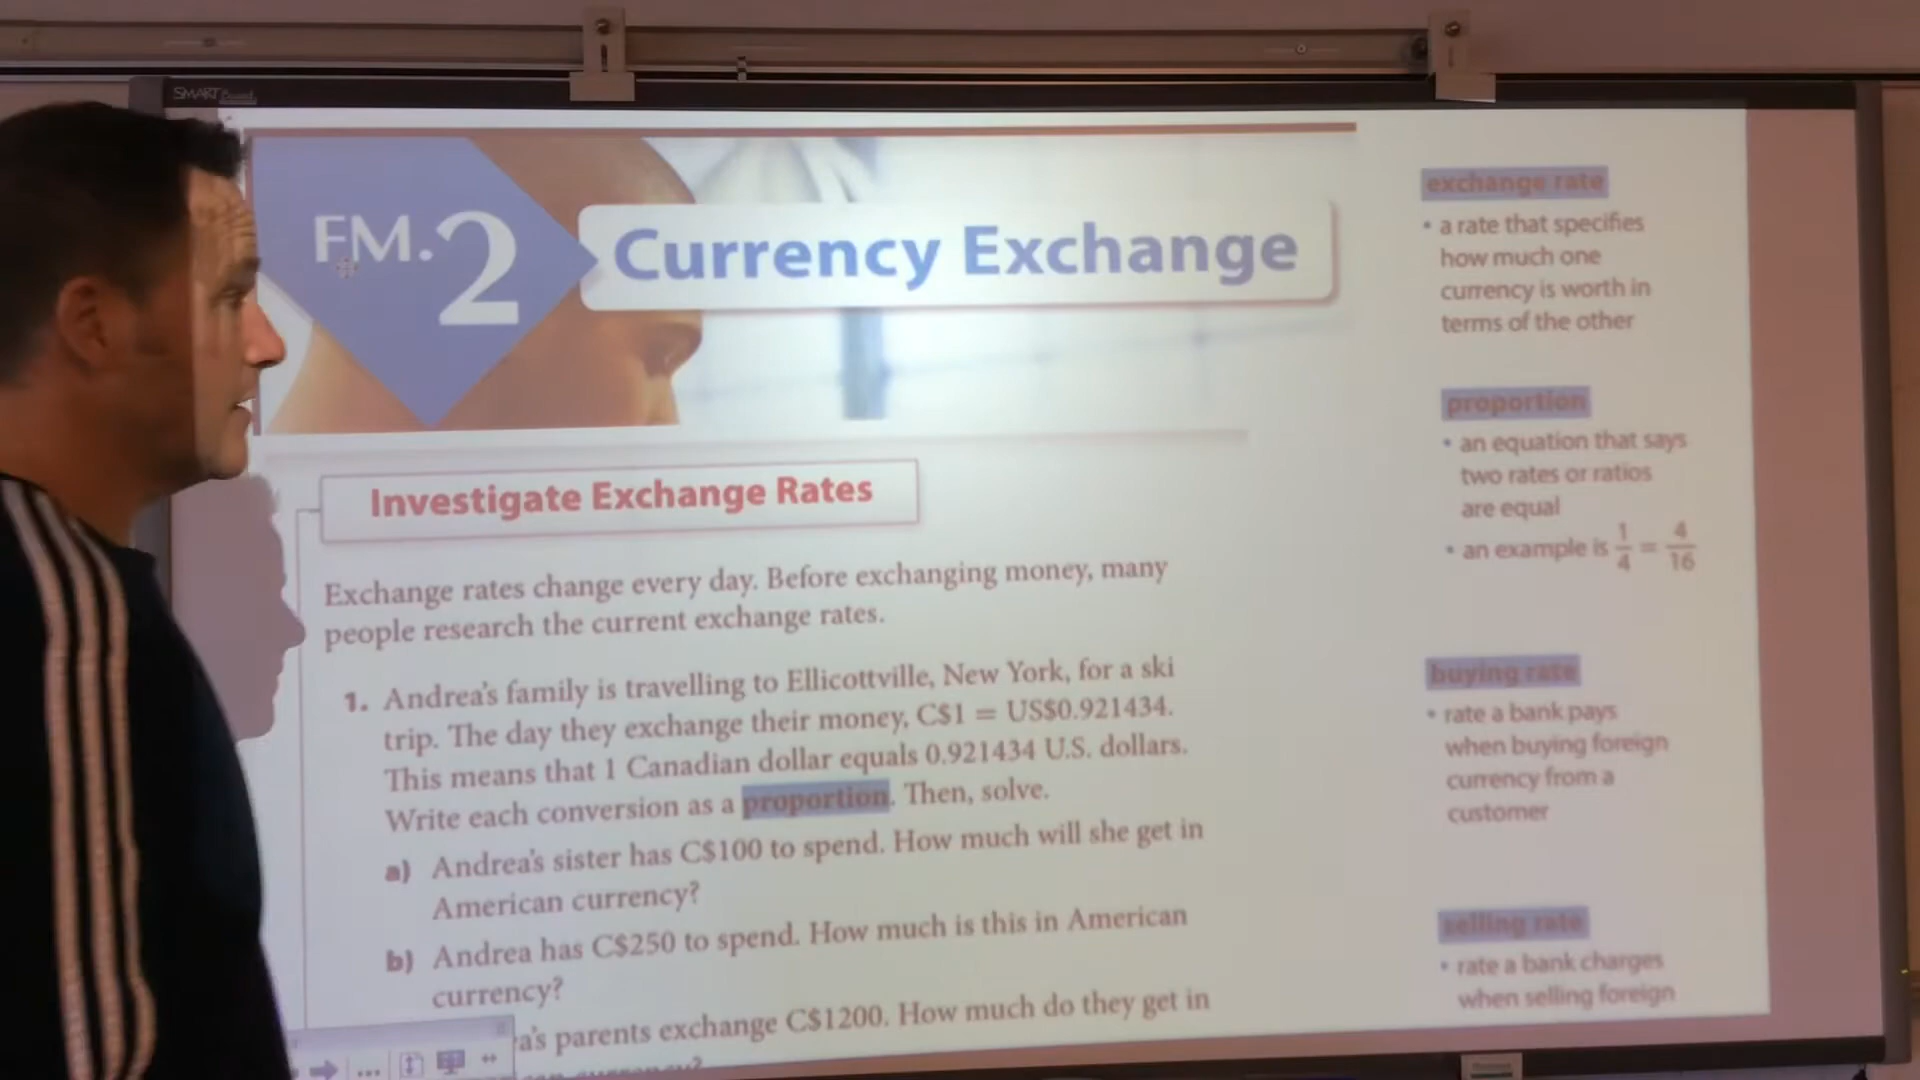 SMART Board
FM.2
Currency Exchange
Investigate Exchange Rates
Exchange rates change every day. Before exchanging money, many
people research the current exchange rates.
1. Andrea's family is travelling to Ellicottville, New York, for a ski
trip. The day they exchange their money, C$1 = US$0.921434.
This means that 1 Canadian dollar equals 0.921434 U.S. dollars.
Write each conversion as a proportion. Then, solve.
a) Andrea's sister has C$100 to spend. How much will she get in
American currency?
b) Andrea has C$250 to spend. How much is this in American
currency?
a's parents exchange C$1200. How much do they get in
exchange rate
• a rate that specifies
how much one
currency is worth in
terms of the other
proportion
• an equation that says
two rates or ratios
are equal
• an example is 1/4 = 4/16
buying rate
• rate a bank pays
when buying foreign
currency from a
customer
selling rate
• rate a bank charges
when selling foreign